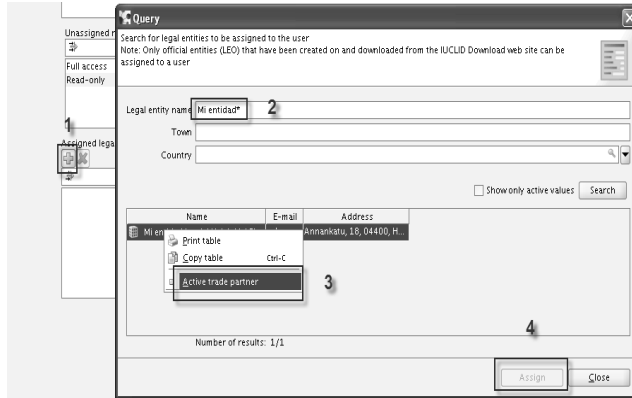 Query
Search for legal entities to be assigned to the user
Note: Only official entities (LEO) that have been created on and downloaded from the IUCLID Download web site can be
assigned to a user
Unassigned r
Full access
Read-only
1
Assigned lega
Legal entity name Mi entidad* 2
Town
Country
Show only active values Search
Name E-mail Address
Mi en Annankatu, 18, 04400, H...
Print table
Copy table Ctrl-C
Active trade partner 3
Number of results: 1/1
4
Assign Close